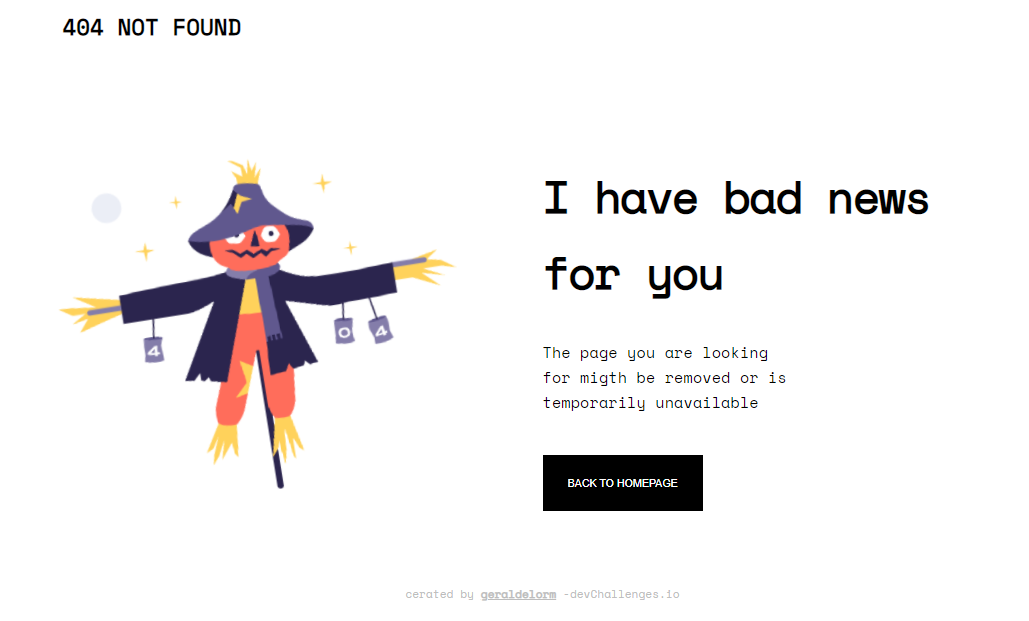 404 NOT FOUND
I have bad news
for you
4
0
4
The page you are looking
for migth be removed or is
temporarily unavailable
BACK TO HOMEPAGE
cerated by geraldelorm -devChallenges.io